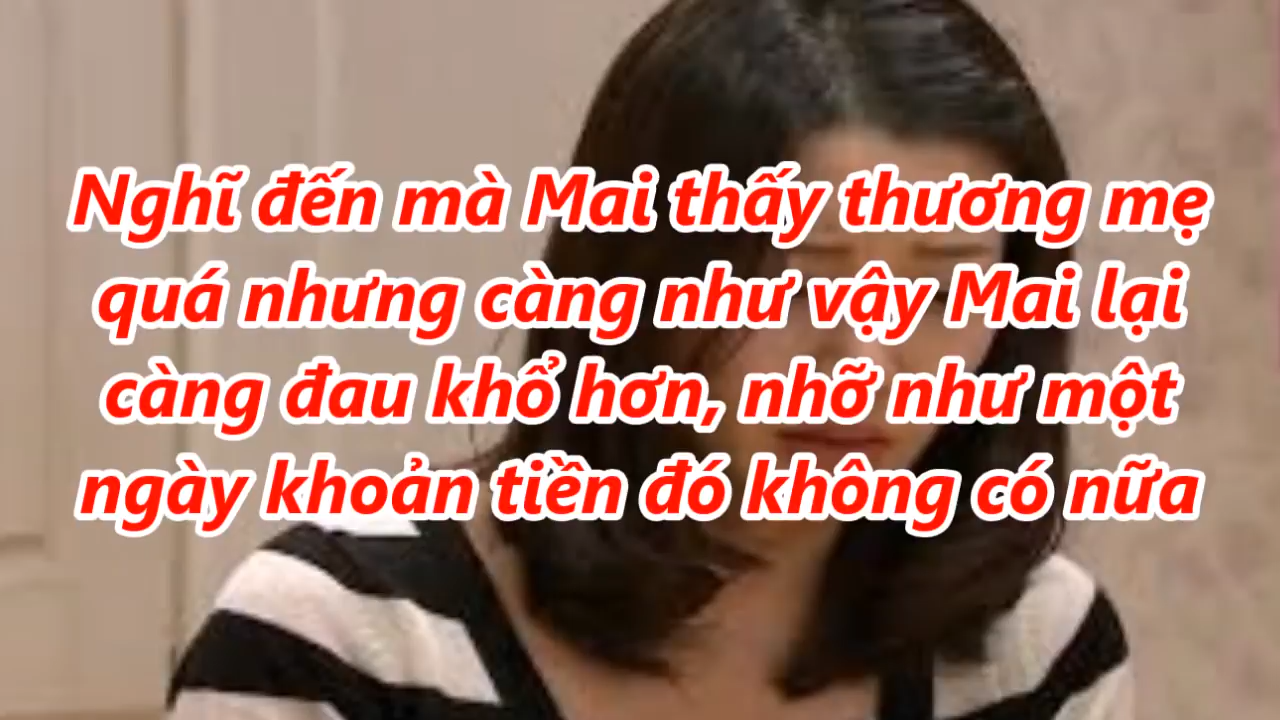 Nghĩ đến mà Mai thấy thương mẹ
quá nhưng càng như vậy Mai lại
càng đau khổ hơn, nhỡ như một
ngày khoản tiền đó không có nữa